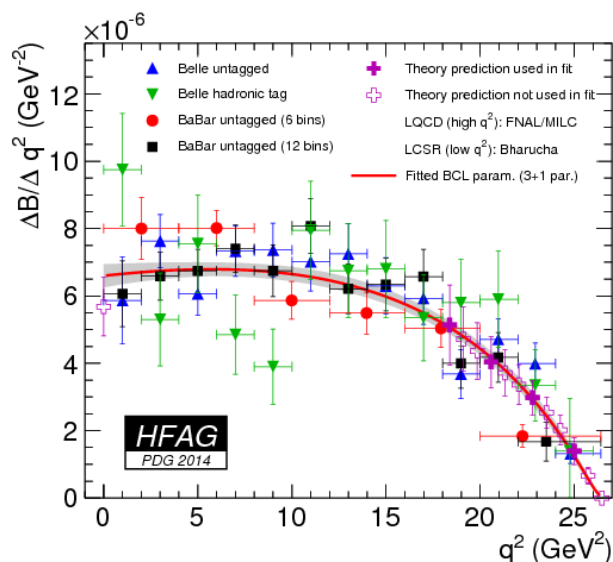 ×10⁻⁶
ΔB/Δ q² (GeV⁻²)
12
10
8
6
4
2
0
Belle untagged
Belle hadronic tag
BaBar untagged (6 bins)
BaBar untagged (12 bins)
Theory prediction used in fit
Theory prediction not used in fit
LQCD (high q²): FNAL/MILC
LCSR (low q²): Bharucha
Fitted BCL param. (3+1 par.)
HFAG
PDG 2014
0 5 10 15 20 25
q² (GeV²)